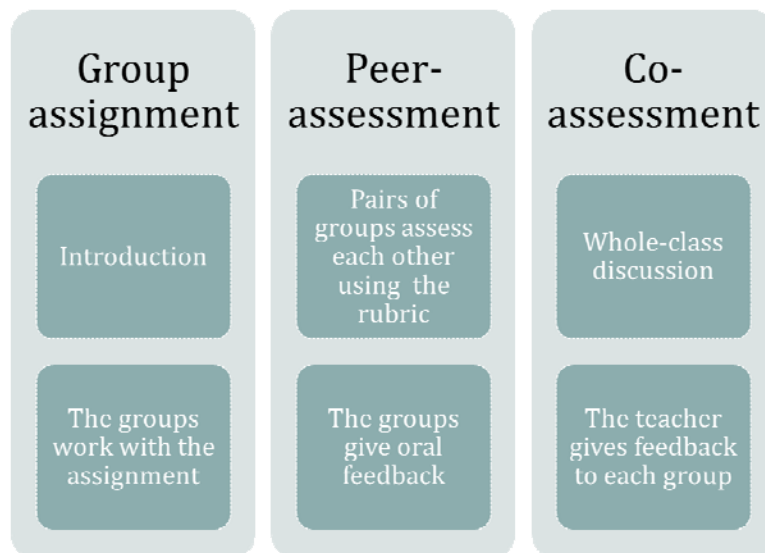 Group
assignment
Introduction
The groups
work with the
assignment
Peer-
assessment
Pairs of
groups assess
each other
using the
rubric
The groups
give oral
feedback
Co-
assessment
Whole-class
discussion
The teacher
gives feedback
to each group